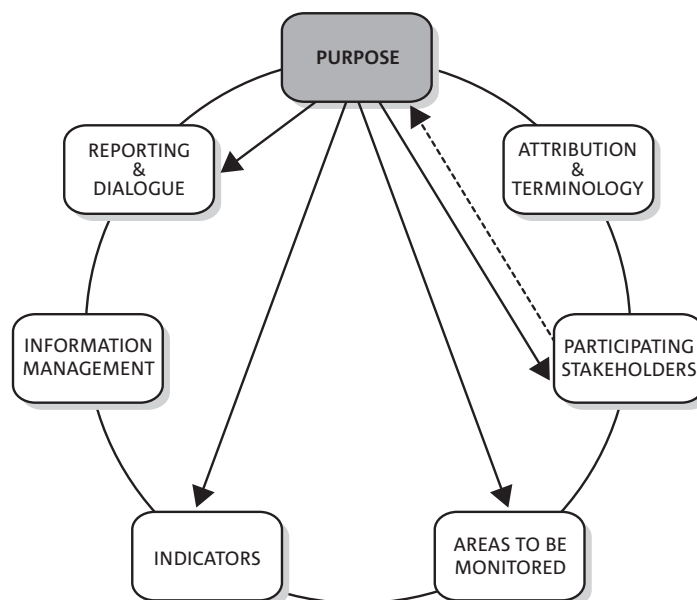 PURPOSE
REPORTING
&
DIALOGUE
ATTRIBUTION
&
TERMINOLOGY
INFORMATION
MANAGEMENT
PARTICIPATING
STAKEHOLDERS
INDICATORS
AREAS TO BE
MONITORED